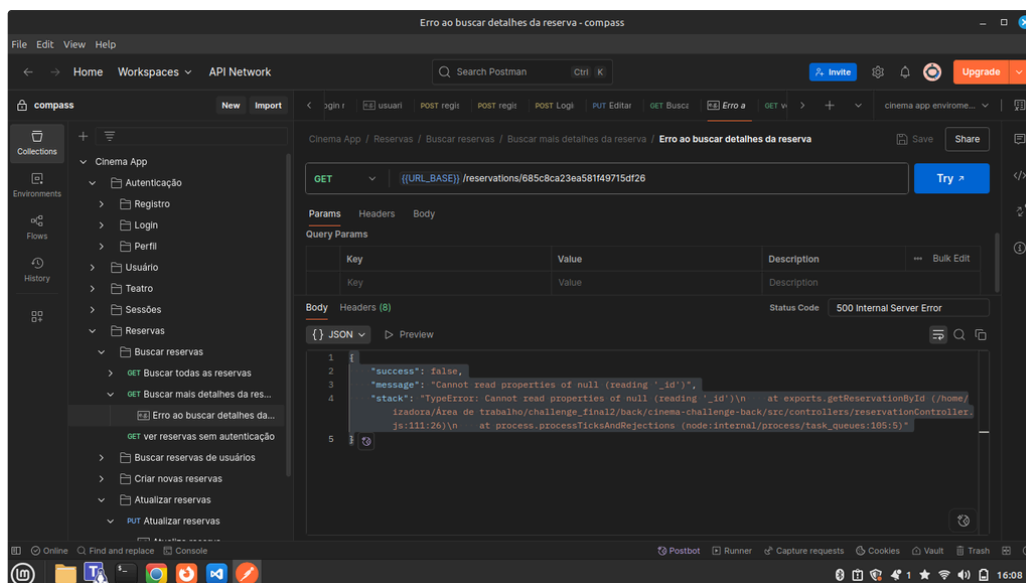 Erro ao buscar detalhes da reserva - compass
File Edit View Help
Home Workspaces API Network
Search Postman Ctrl K
Invite
Upgrade
compass
New Import
usuari
POST regis
POST regis
POST Logi
PUT Editar
GET Busca
Erro a
cinema app envirome...
Collections
Environments
Flows
History
Cinema App
Autenticação
Registro
Login
Perfil
Usuário
Teatro
Sessões
Reservas
Buscar reservas
GET Buscar todas as reservas
GET Buscar mais detalhes da res...
Erro ao buscar detalhes da...
GET ver reservas sem autenticação
Buscar reservas de usuários
Criar novas reservas
Atualizar reservas
PUT Atualizar reservas
Cinema App / Reservas / Buscar reservas / Buscar mais detalhes da reserva / Erro ao buscar detalhes da reserva
Save Share
GET {{URL_BASE}} /reservations/685c8ca23ea581f49715df26
Try
Params Headers Body
Query Params
Key Value Description Bulk Edit
Key Value Description
Body Headers (8) Status Code 500 Internal Server Error
{} JSON Preview
1 {
2 "success": false,
3 "message": "Cannot read properties of null (reading '_id')",
4 "stack": "TypeError: Cannot read properties of null (reading '_id')\n at exports.getReservationById (/home/
izadora/Área de trabalho/challenge_final2/back/cinema-challenge-back/src/controllers/reservationController.
js:111:26)\n at process.processTicksAndRejections (node:internal/process/task_queues:105:5)"
5 }
Online Find and replace Console
Postbot Runner Capture requests Cookies Vault Trash
1 16:08